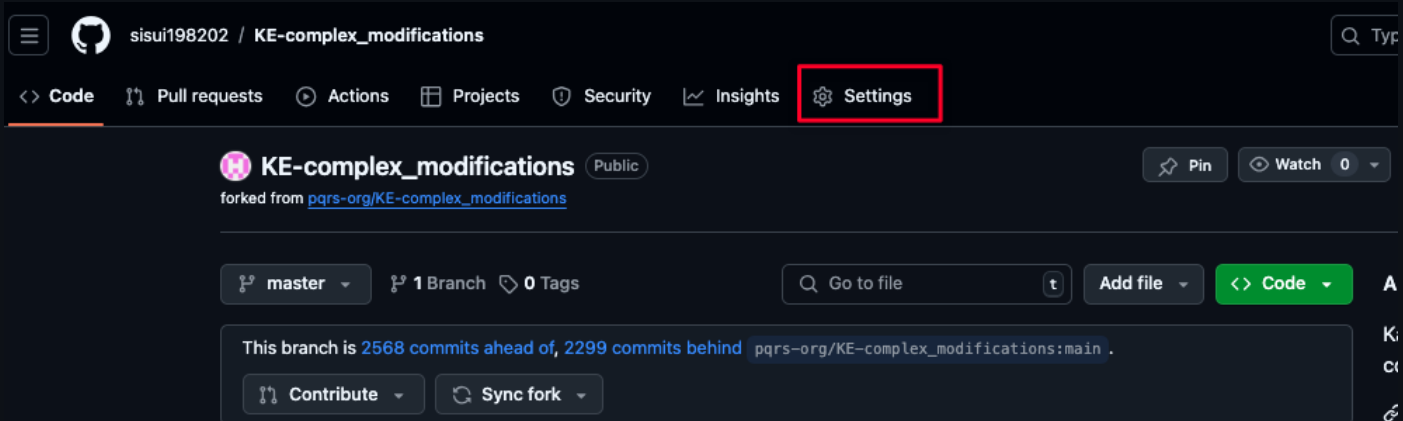 sisui198202 / KE-complex_modifications
Code Pull requests Actions Projects Security Insights Settings
KE-complex_modifications Public
Pin Watch 0
forked from pqrs-org/KE-complex_modifications
master 1 Branch 0 Tags Go to file t Add file Code
This branch is 2568 commits ahead of, 2299 commits behind pqrs-org/KE-complex_modifications:main .
Contribute Sync fork